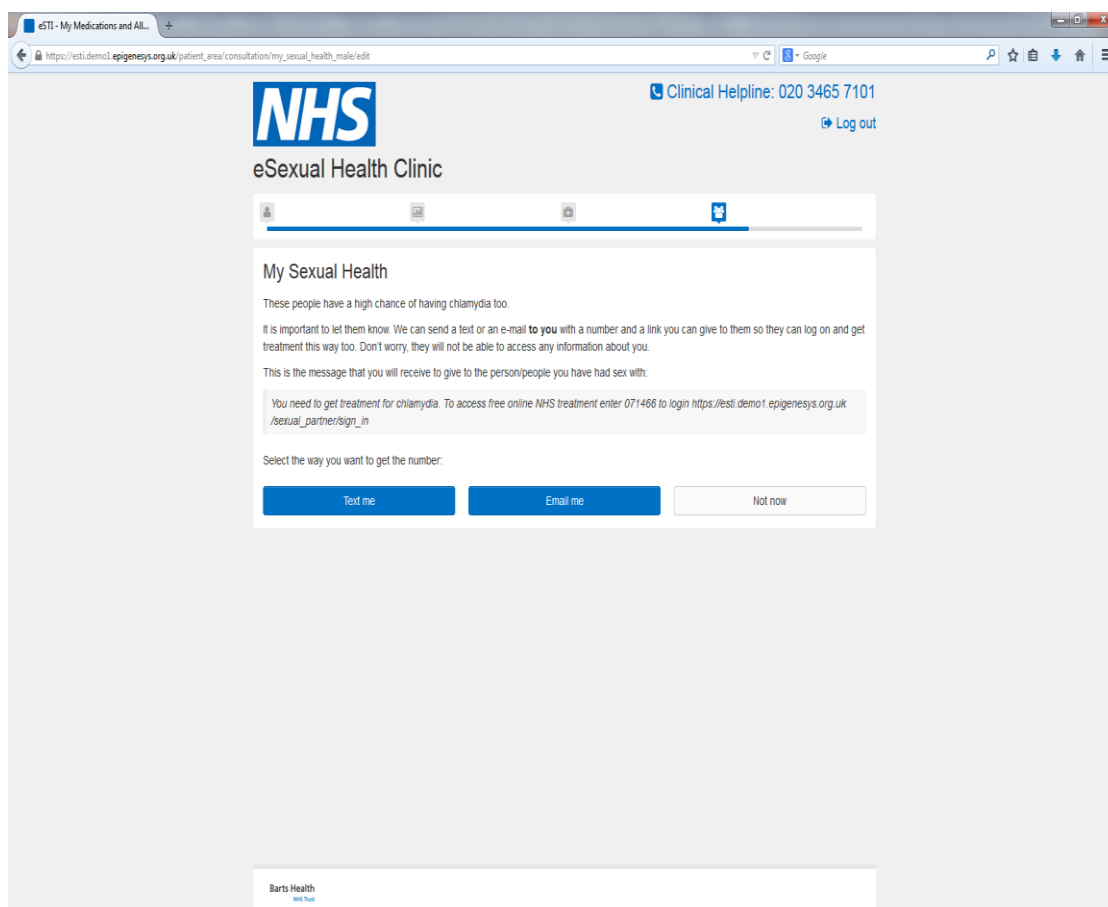 eSTI - My Medications and All...
https://esti.demo1.epigenesys.org.uk/patient_area/consultation/my_sexual_health_male/edit
Google
NHS
Clinical Helpline: 020 3465 7101
Log out
eSexual Health Clinic
My Sexual Health
These people have a high chance of having chlamydia too.
It is important to let them know. We can send a text or an e-mail to you with a number and a link you can give to them so they can log on and get
treatment this way too. Don't worry, they will not be able to access any information about you.
This is the message that you will receive to give to the person/people you have had sex with:
You need to get treatment for chlamydia. To access free online NHS treatment enter 071466 to login https://esti.demo1.epigenesys.org.uk
/sexual_partner/sign_in
Select the way you want to get the number:
Text me
Email me
Not now
Barts Health
NHS Trust